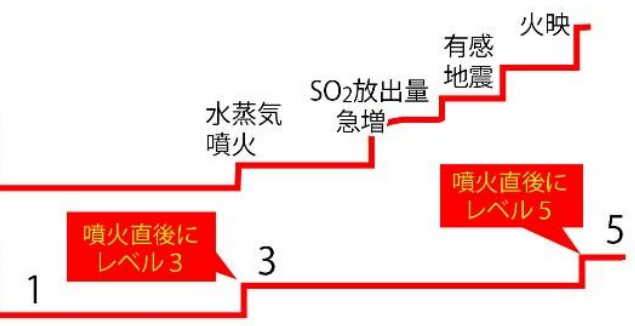 火映
有感
地震
SO2放出量
急増
水蒸気
噴火
噴火直後に
レベル5
噴火直後に
レベル3
5
3
1